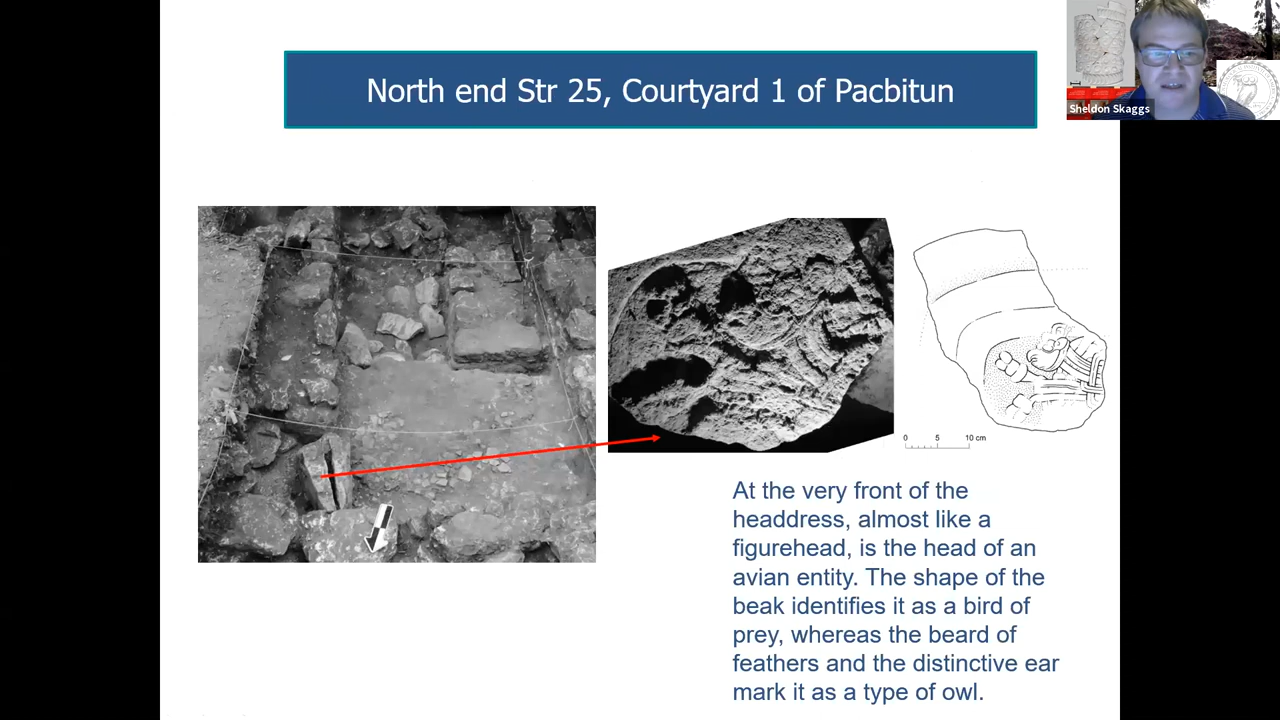 North end Str 25, Courtyard 1 of Pacbitun
Sheldon Skaggs
0 5 10 cm
At the very front of the
headdress, almost like a
figurehead, is the head of an
avian entity. The shape of the
beak identifies it as a bird of
prey, whereas the beard of
feathers and the distinctive ear
mark it as a type of owl.